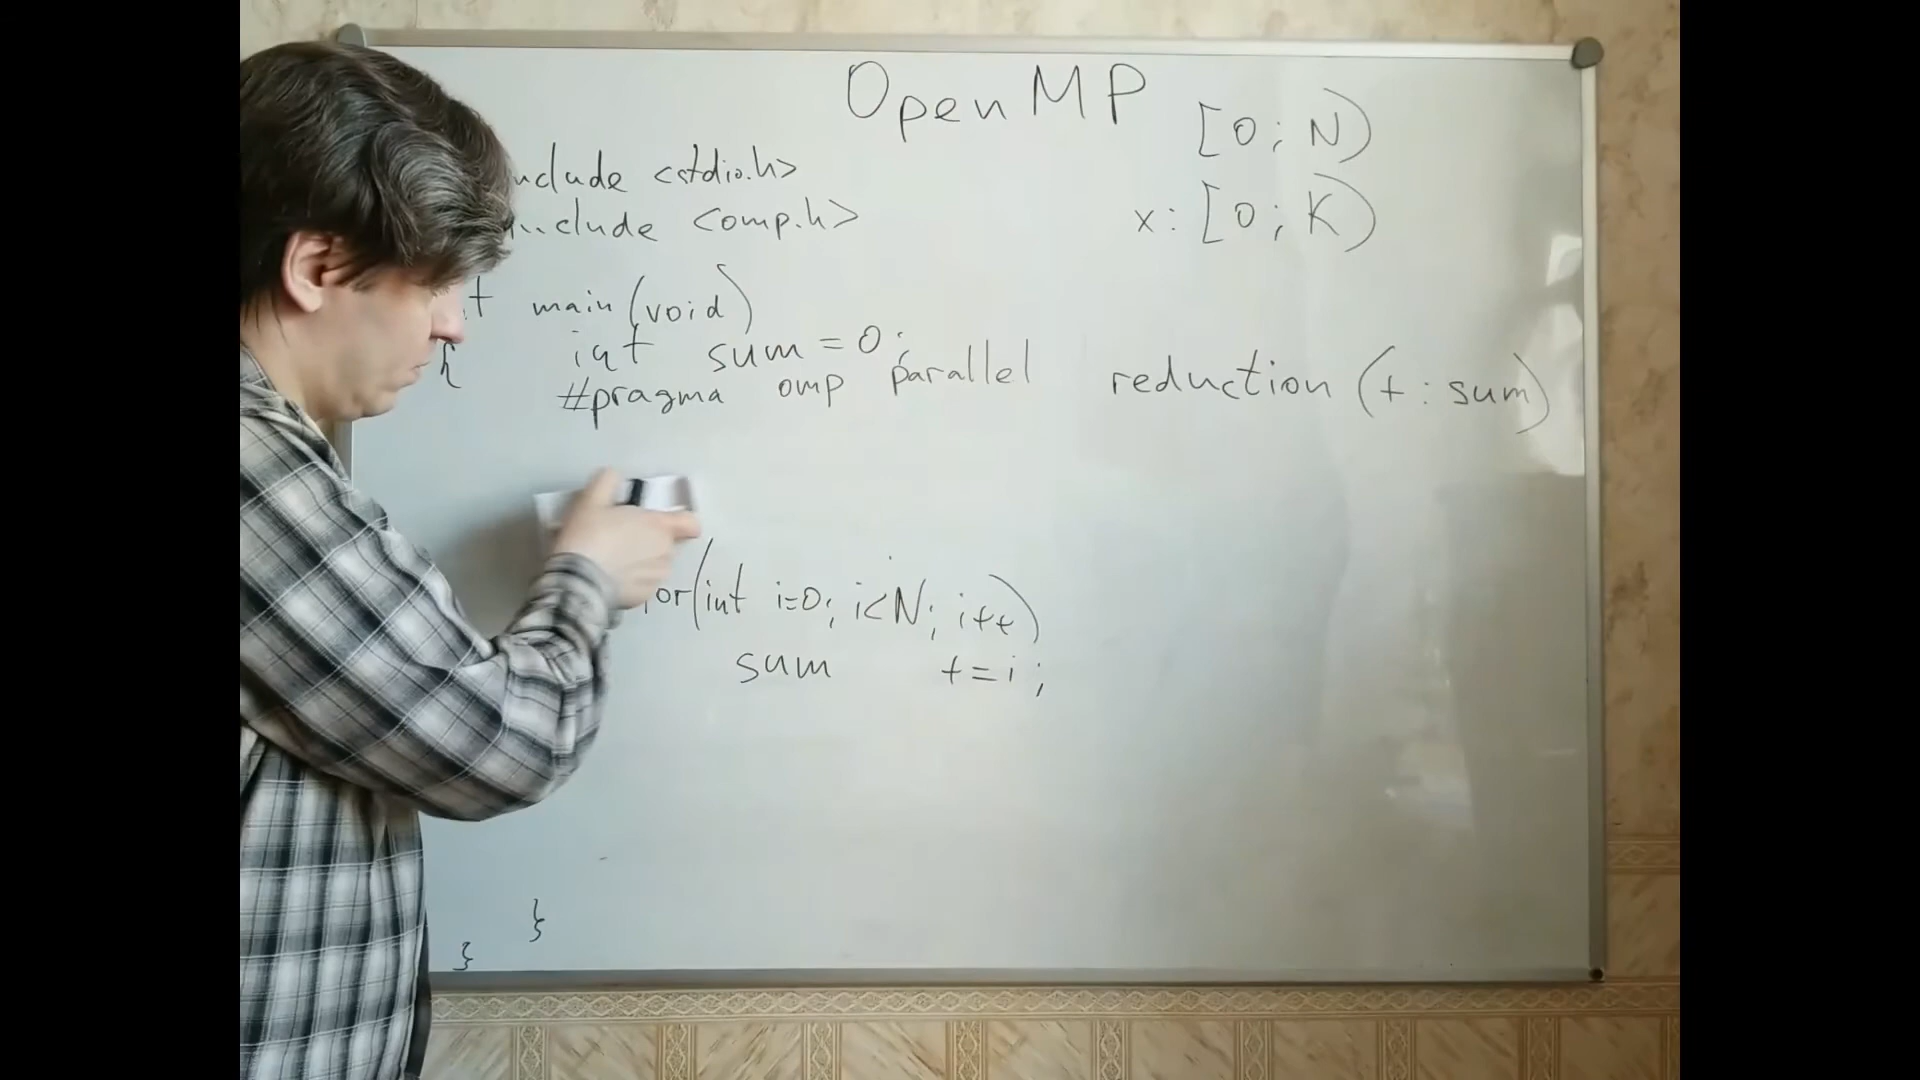 OpenMP
[0; N)
nclude <stdio.h>
x: [0; K)
include <omp.h>
t main(void)
{ int sum = 0;
#pragma omp parallel reduction (+ : sum)
or(int i=0; i<N; i++)
sum += i;
}
}